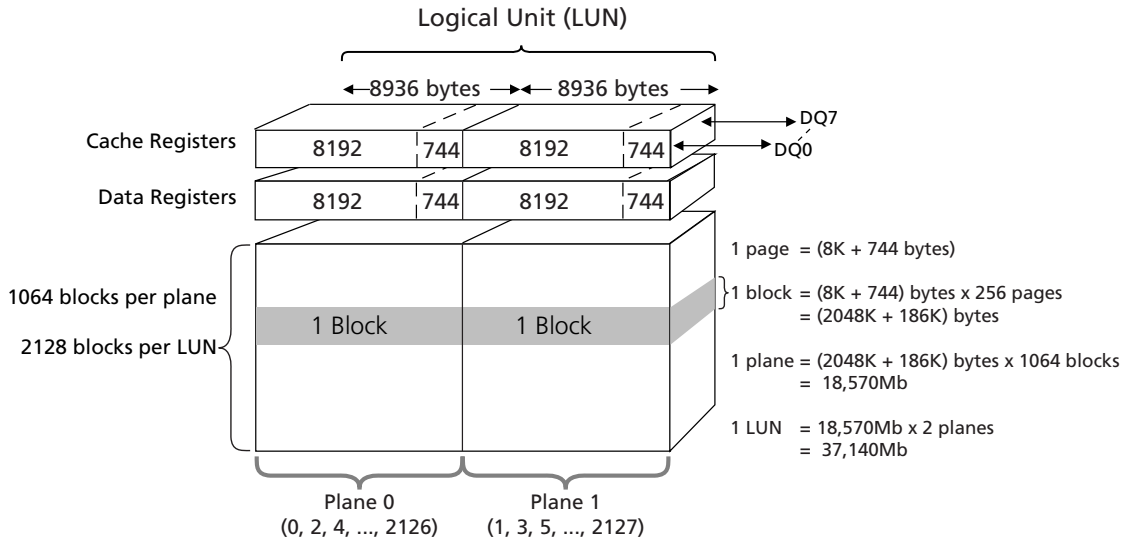 Logical Unit (LUN)
8936 bytes 8936 bytes
Cache Registers 8192 744 8192 744 DQ7
DQ0
Data Registers 8192 744 8192 744
1 page = (8K + 744 bytes)
1064 blocks per plane
2128 blocks per LUN
1 Block 1 Block
1 block = (8K + 744) bytes x 256 pages
= (2048K + 186K) bytes
1 plane = (2048K + 186K) bytes x 1064 blocks
= 18,570Mb
1 LUN = 18,570Mb x 2 planes
= 37,140Mb
Plane 0
(0, 2, 4, ..., 2126)
Plane 1
(1, 3, 5, ..., 2127)